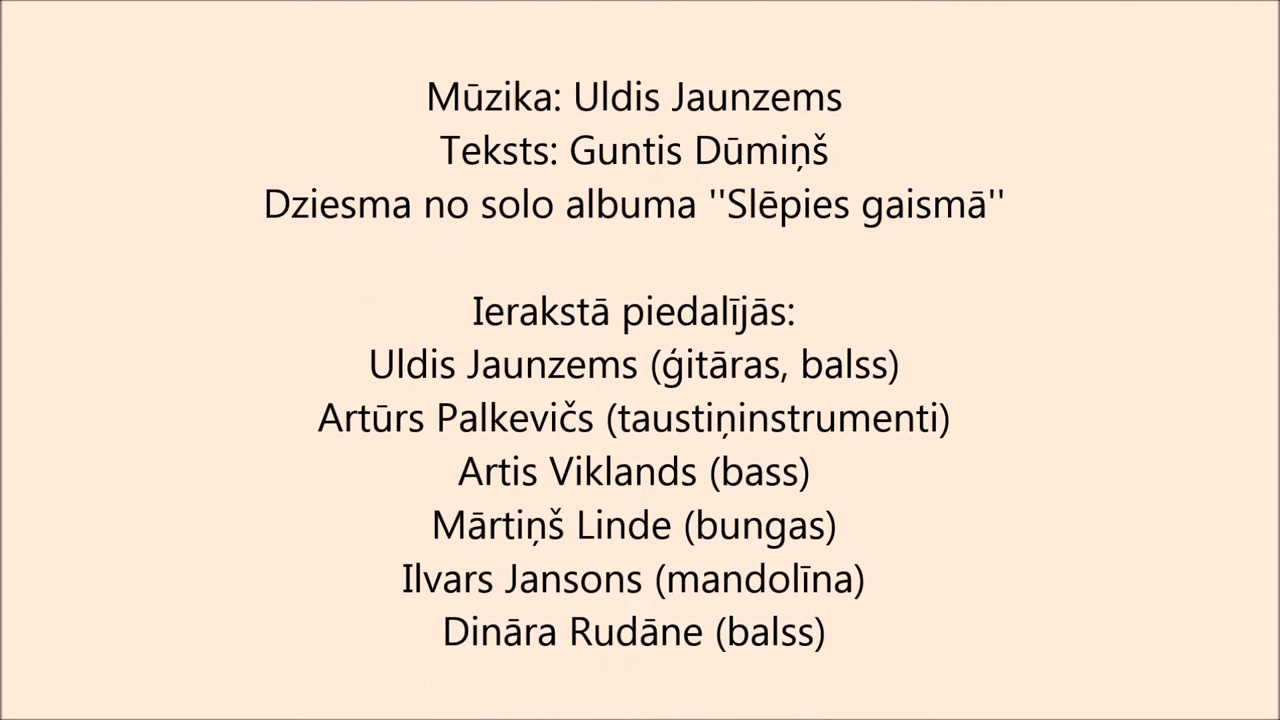 Mūzika: Uldis Jaunzems
Teksts: Guntis Dūmiņš
Dziesma no solo albuma ''Slēpies gaismā''
Ierakstā piedalījās:
Uldis Jaunzems (ģitāras, balss)
Artūrs Palkevičs (taustiņinstrumenti)
Artis Viklands (bass)
Mārtiņš Linde (bungas)
Ilvars Jansons (mandolīna)
Dināra Rudāne (balss)